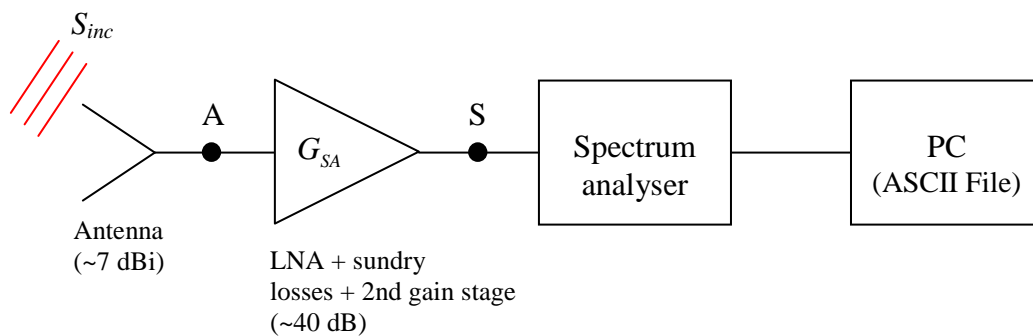 S_inc
A
G_SA
S
Spectrum
analyser
PC
(ASCII File)
Antenna
(~7 dBi)
LNA + sundry
losses + 2nd gain stage
(~40 dB)